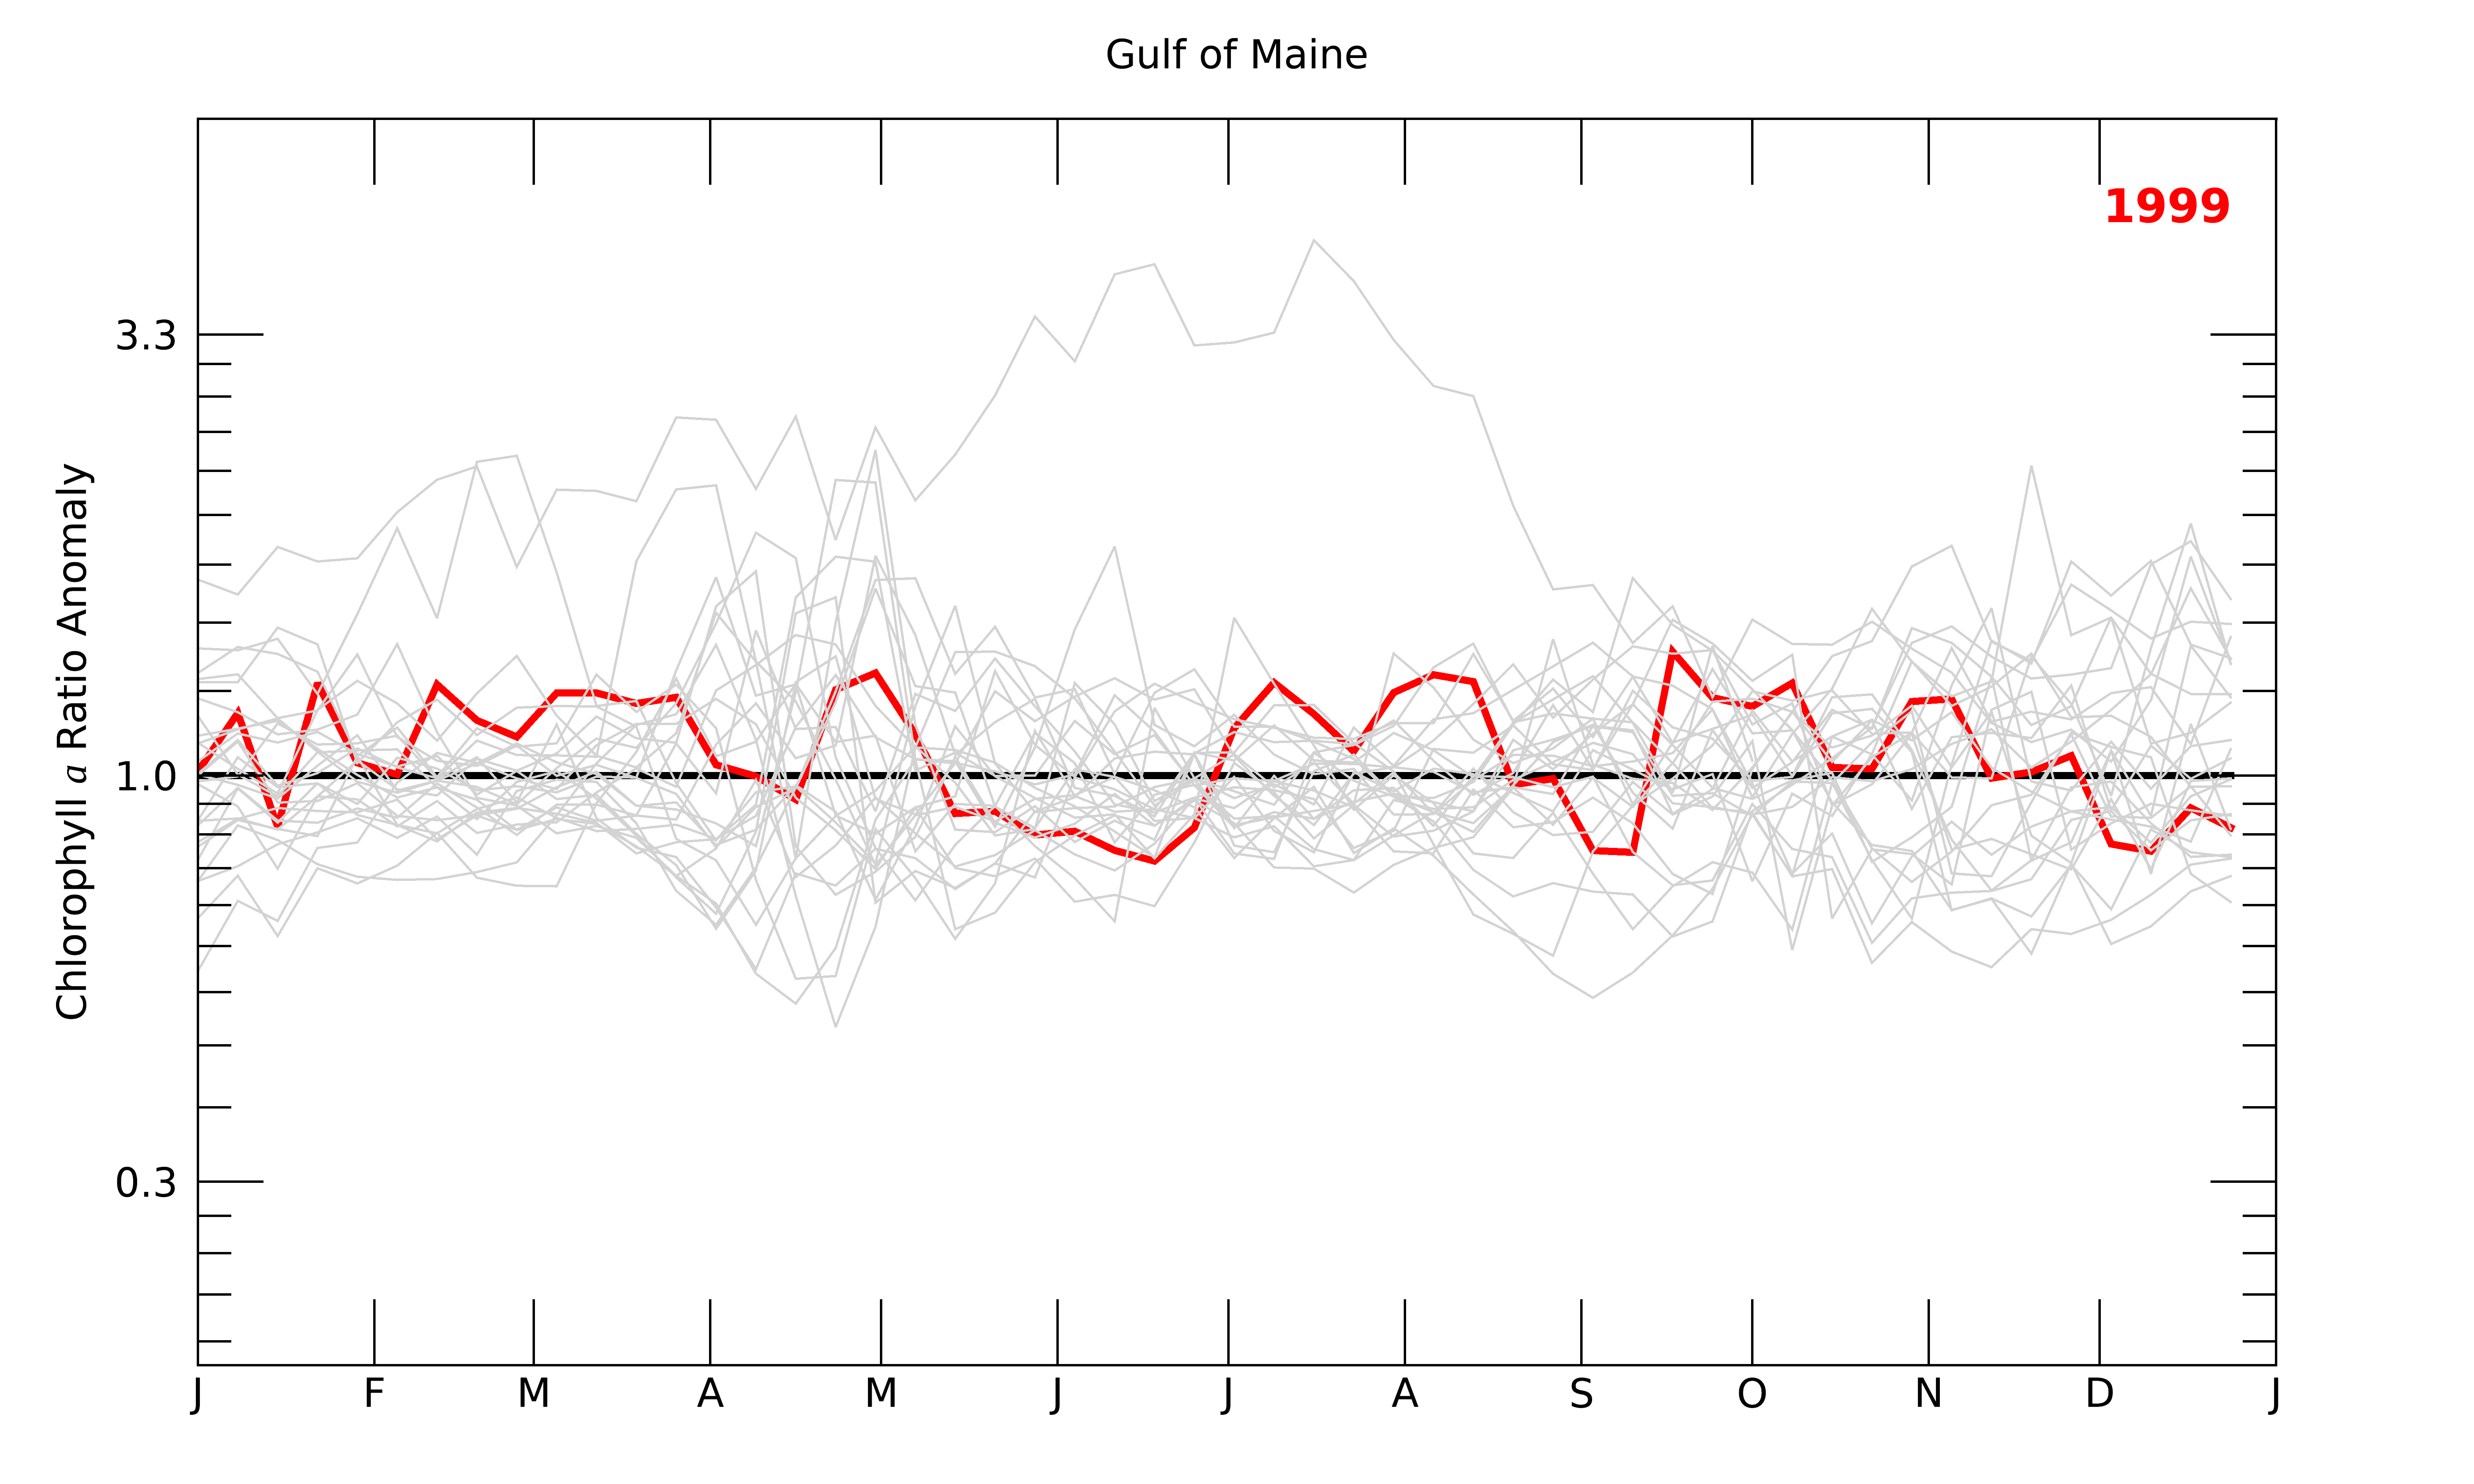 Gulf of Maine
1999
Chlorophyll a Ratio Anomaly
3.3
1.0
0.3
J F M A M J J A S O N D J